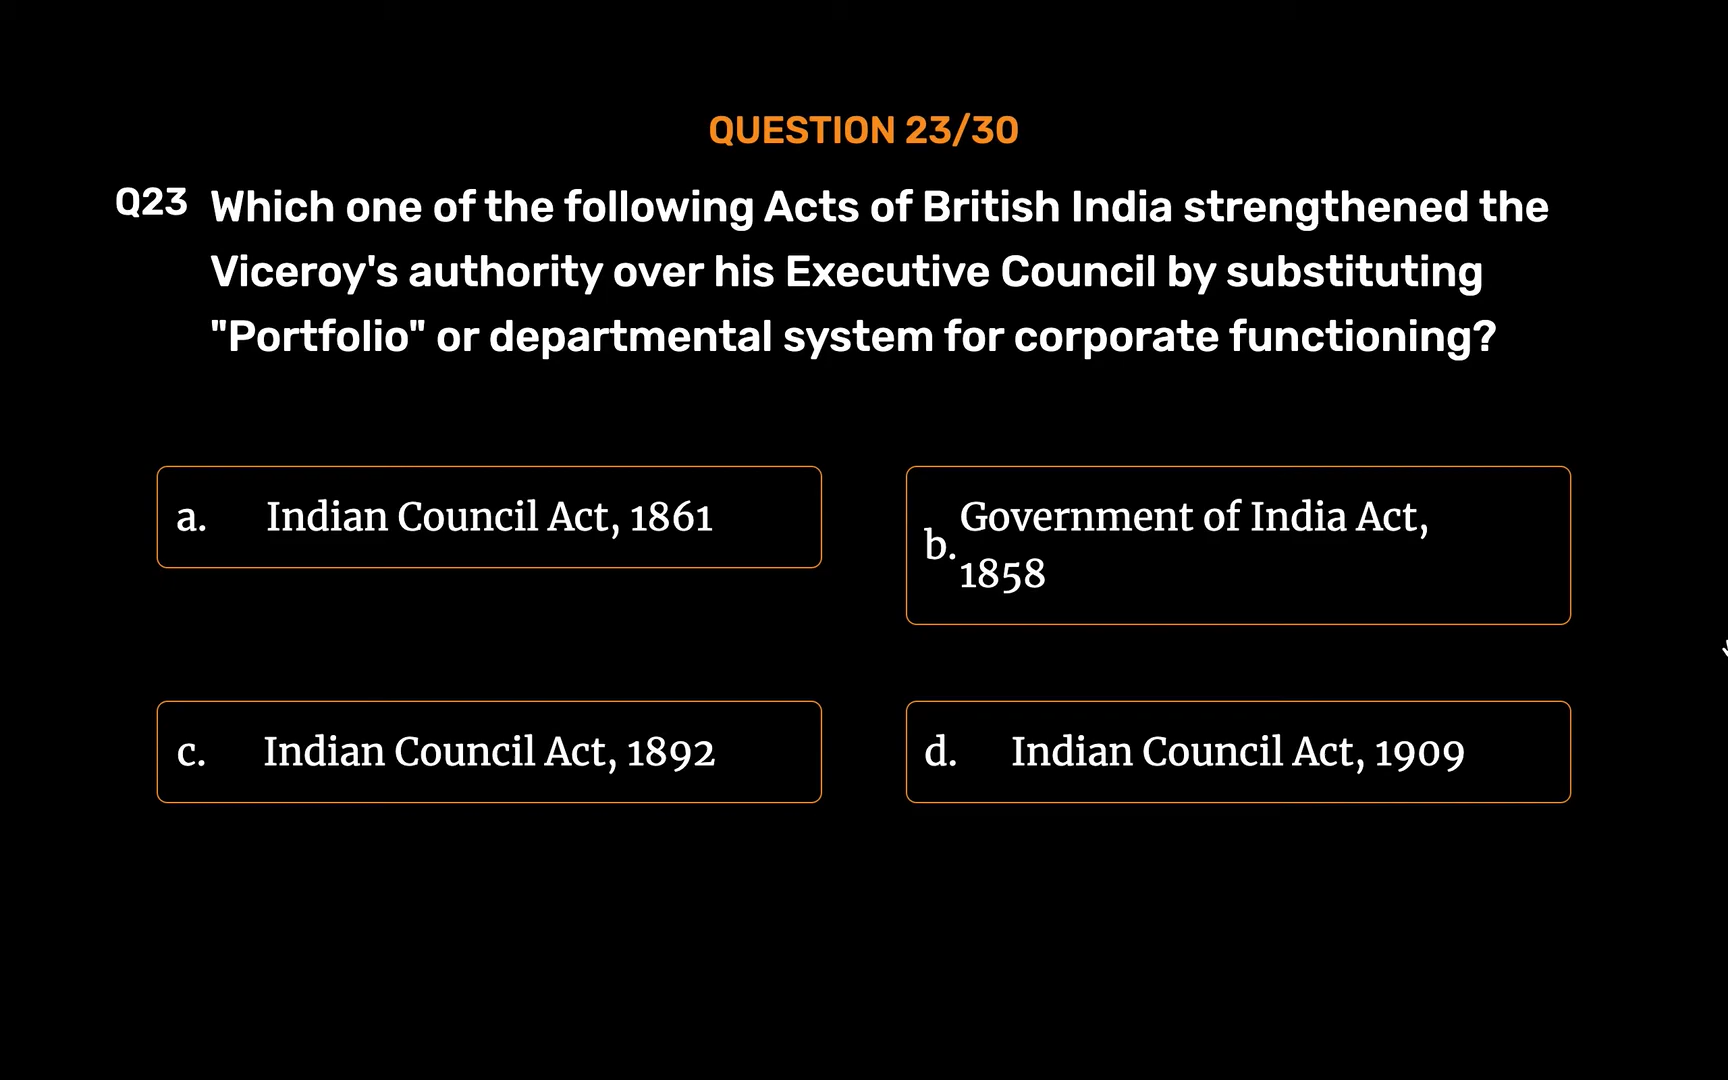 QUESTION 23/30
Q23 Which one of the following Acts of British India strengthened the
Viceroy's authority over his Executive Council by substituting
"Portfolio" or departmental system for corporate functioning?
a. Indian Council Act, 1861
b. Government of India Act,
1858
c. Indian Council Act, 1892
d. Indian Council Act, 1909